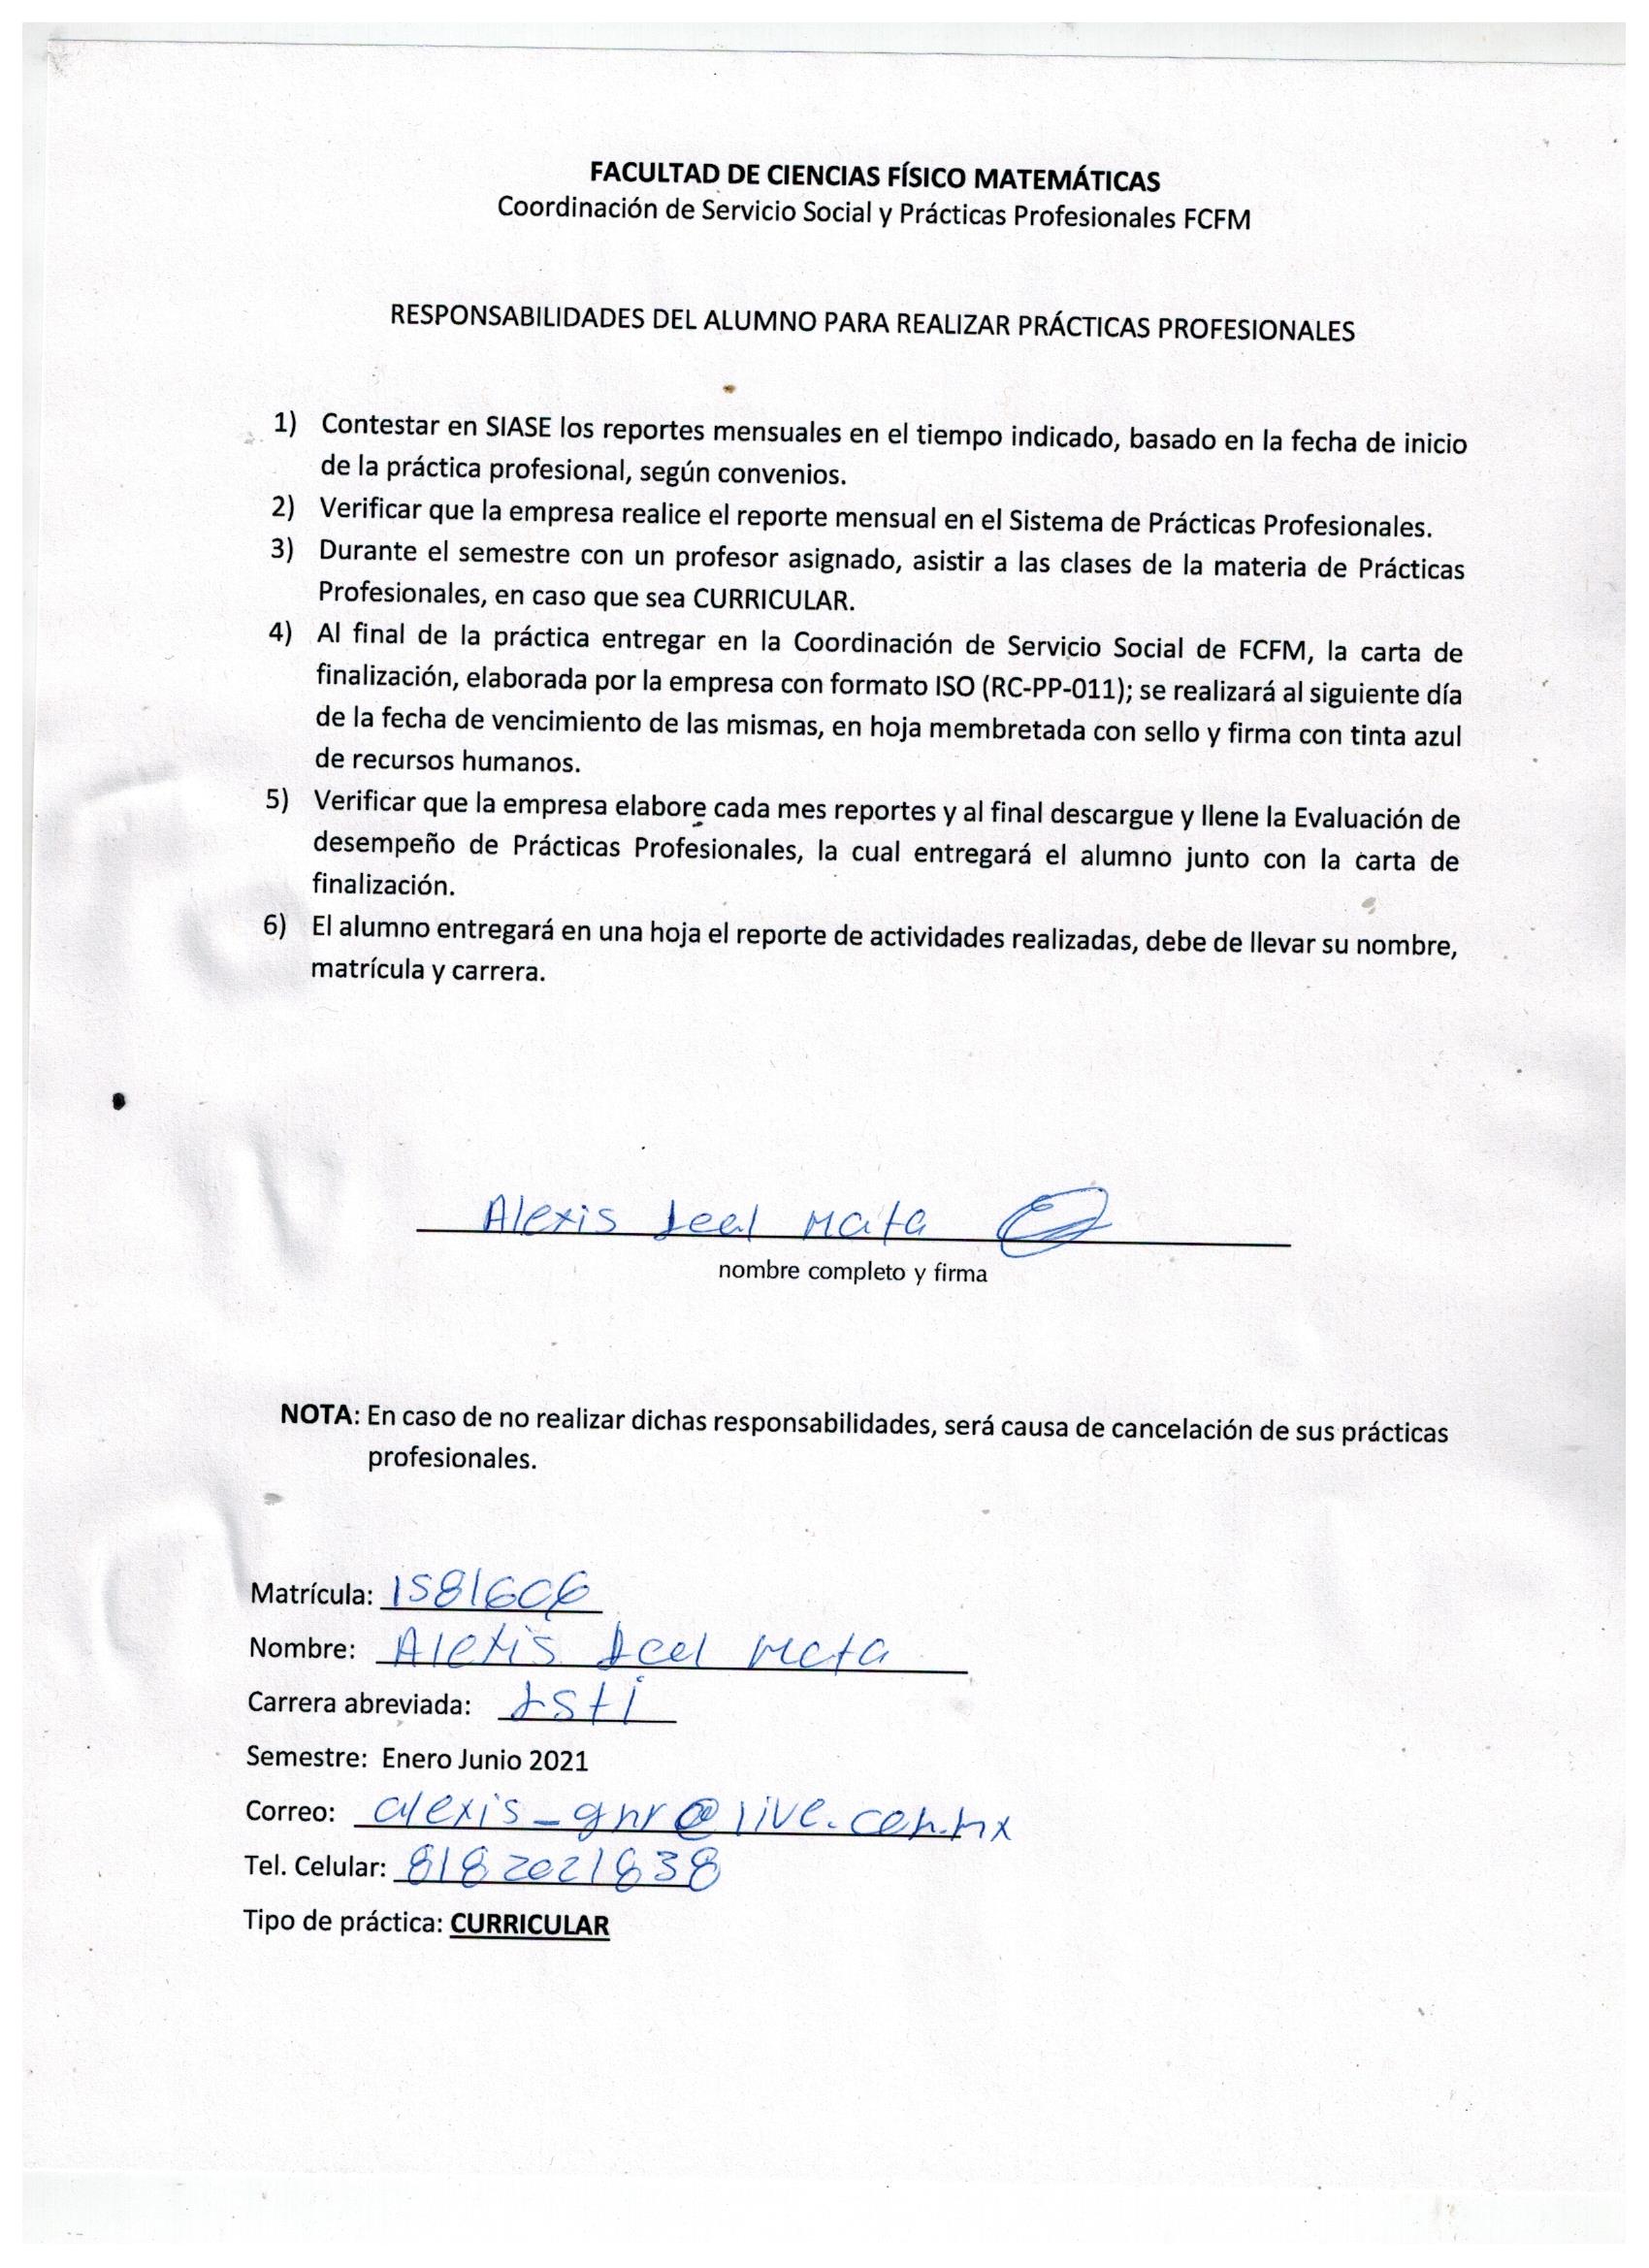 FACULTAD DE CIENCIAS FÍSICO MATEMÁTICAS
Coordinación de Servicio Social y Prácticas Profesionales FCFM
RESPONSABILIDADES DEL ALUMNO PARA REALIZAR PRÁCTICAS PROFESIONALES
1) Contestar en SIASE los reportes mensuales en el tiempo indicado, basado en la fecha de inicio
de la práctica profesional, según convenios.
2) Verificar que la empresa realice el reporte mensual en el Sistema de Prácticas Profesionales.
3) Durante el semestre con un profesor asignado, asistir a las clases de la materia de Prácticas
Profesionales, en caso que sea CURRICULAR.
4) Al final de la práctica entregar en la Coordinación de Servicio Social de FCFM, la carta de
finalización, elaborada por la empresa con formato ISO (RC-PP-011); se realizará al siguiente día
de la fecha de vencimiento de las mismas, en hoja membretada con sello y firma con tinta azul
de recursos humanos.
5) Verificar que la empresa elabore cada mes reportes y al final descargue y llene la Evaluación de
desempeño de Prácticas Profesionales, la cual entregará el alumno junto con la carta de
finalización.
6) El alumno entregará en una hoja el reporte de actividades realizadas, debe de llevar su nombre,
matrícula y carrera.
Alexis Leal Mata
nombre completo y firma
NOTA: En caso de no realizar dichas responsabilidades, será causa de cancelación de sus prácticas
profesionales.
Matrícula: 1581606
Nombre: Alexis Leal Mata
Carrera abreviada: Lsti
Semestre: Enero Junio 2021
Correo: alexis_gnr@live.com.mx
Tel. Celular: 8182021838
Tipo de práctica: CURRICULAR